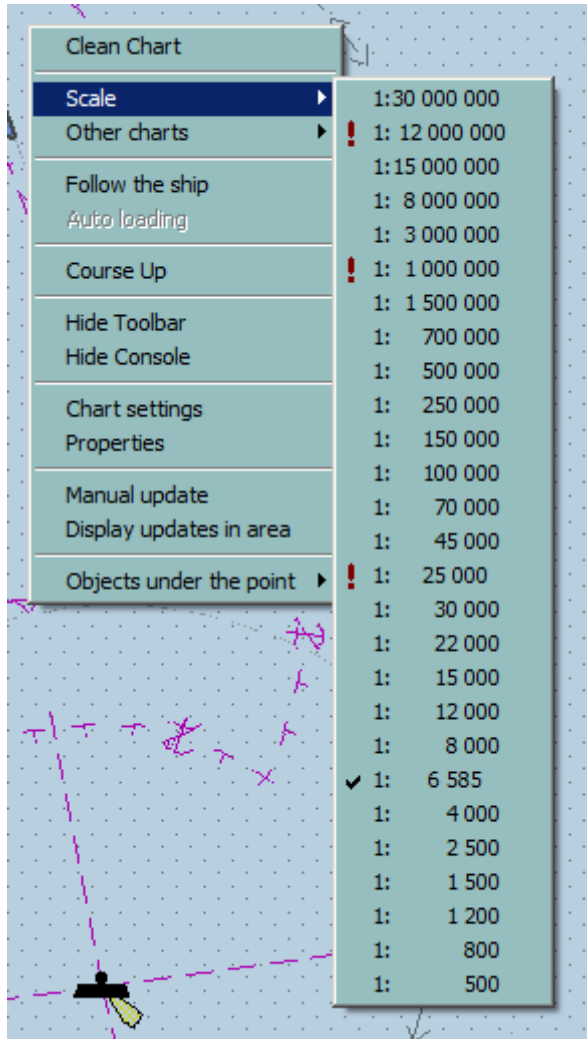 Clean Chart
Scale
Other charts
Follow the ship
Auto loading
Course Up
Hide Toolbar
Hide Console
Chart settings
Properties
Manual update
Display updates in area
Objects under the point
1:30 000 000
! 1: 12 000 000
1:15 000 000
1: 8 000 000
1: 3 000 000
! 1: 1 000 000
1: 1 500 000
1: 700 000
1: 500 000
1: 250 000
1: 150 000
1: 100 000
1: 70 000
1: 45 000
! 1: 25 000
1: 30 000
1: 22 000
1: 15 000
1: 12 000
1: 8 000
1: 6 585
1: 4 000
1: 2 500
1: 1 500
1: 1 200
1: 800
1: 500